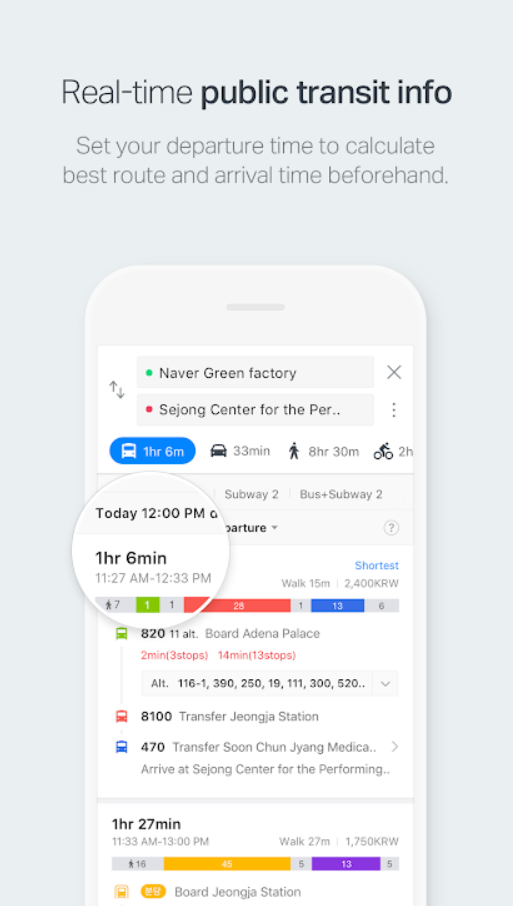 Real-time public transit info
Set your departure time to calculate
best route and arrival time beforehand.
Naver Green factory
Sejong Center for the Per..
1hr 6m 33min 8hr 30m 2h
Subway 2 Bus+Subway 2
Today 12:00 PM d parture
?
1hr 6min
Shortest
11:27 AM-12:33 PM Walk 15m 2,400KRW
7 1 1 28 1 13 6
820 11 alt. Board Adena Palace
2min(3stops) 14min(13stops)
Alt. 116-1, 390, 250, 19, 111, 300, 520..
8100 Transfer Jeongja Station
470 Transfer Soon Chun Jyang Medica..
Arrive at Sejong Center for the Performing..
1hr 27min
11:33 AM-13:00 PM Walk 27m 1,750KRW
16 45 5 13 5
분당 Board Jeongja Station